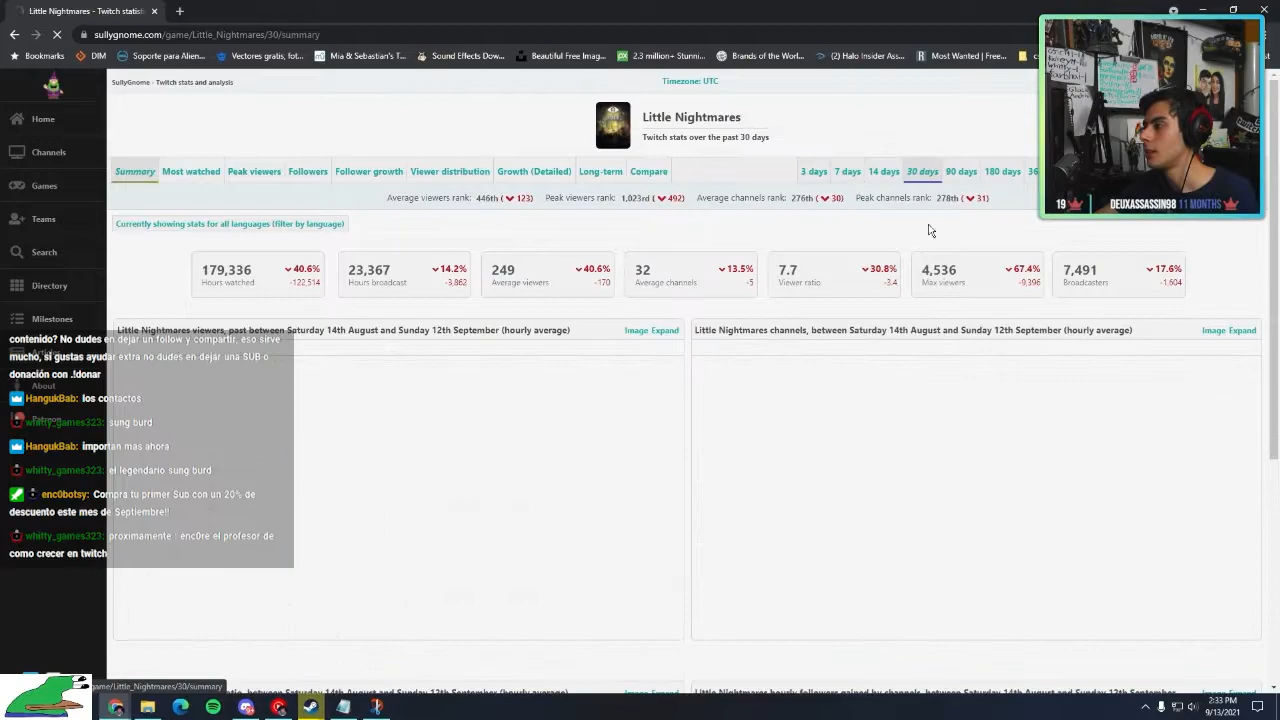 Little Nightmares Twitch stats
sullygnome.com/game/Little_Nightmares/30/summary
Bookmarks
DIM
Soporte para Alien...
Vectores gratis, fot...
Mark Sebastian's T...
Sound Effects Dow...
Beautiful Free Imag...
2.3 million+ Stunni...
Brands of the Worl...
(2) Halo Insider Ass...
Real + Most Wanted | Fre...
SullyGnome - Twitch stats and analysis
Timezone: UTC
Little Nightmares
Twitch stats over the past 30 days
Home
Channels
Games
Teams
Search
Directory
Milestones
About
Summary Most watched Peak viewers Followers Follower growth Viewer distribution Growth (Detailed) Long-term Compare
3 days 7 days 14 days 30 days 90 days 180 days 36
Average viewers rank: 446th ( 123) Peak viewers rank: 1,023rd ( 492) Average channels rank: 276th ( 30) Peak channels rank: 278th ( 31)
Currently showing stats for all languages (filter by language)
179,336 40.6%
Hours watched -122,514
23,367 14.2%
Hours broadcast -3,862
249 40.6%
Average viewers -170
32 13.5%
Average channels -5
7.7 30.8%
Viewer ratio -3.4
4,536 67.4%
Max viewers -9,396
7,491 17.6%
Broadcasters -1,604
Little Nightmares viewers, past between Saturday 14th August and Sunday 12th September (hourly average)
Image Expand
Little Nightmares channels, between Saturday 14th August and Sunday 12th September (hourly average)
Image Expand
contenido? No dudes en dejar un follow y compartir, eso sirve
mucho, si gustas ayudar extra no dudes en dejar una SUB o
donación con .!donar
HangukBab: los contactos
whitty_games323: sung burd
HangukBab: importan mas ahora
whitty_games323: el legendario sung burd
enc0botsy: Compra tu primer Sub con un 20% de
descuento este mes de Septiembre!!
whitty_games323: proximamente : enc0re el profesor de
como crecer en twitch
19
DEUXASSASSIN98 11 MONTHS
Image Expand
Image Expand
game/Little_Nightmares/30/summary
2:33 PM
9/13/2021